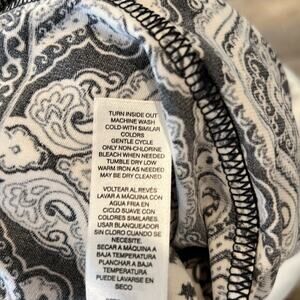 TURN INSIDE OUT
MACHINE WASH
COLD-WITH SIMILAR
COLORS
GENTLE CYCLE
ONLY NON-CHLORINE
BLEACH WHEN NEEDED
TUMBLE DRY LOW
WARM IRON AS NEEDED
MAY BE DRY CLEANED
VOLTEAR AL REVÉS
LAVAR A MÁQUINA CON
AGUA FRIA EN
CICLO SUAVE CON
COLORES SIMILARES.
USAR BLANQUEADOR
SIN CLORO CUANDO SE
NECESITE.
SECAR A MÁQUINA A
BAJA TEMPERATURA
PLANCHAR A BAJA
TEMPERATURA
PUEDE LAVARSE EN
SECO